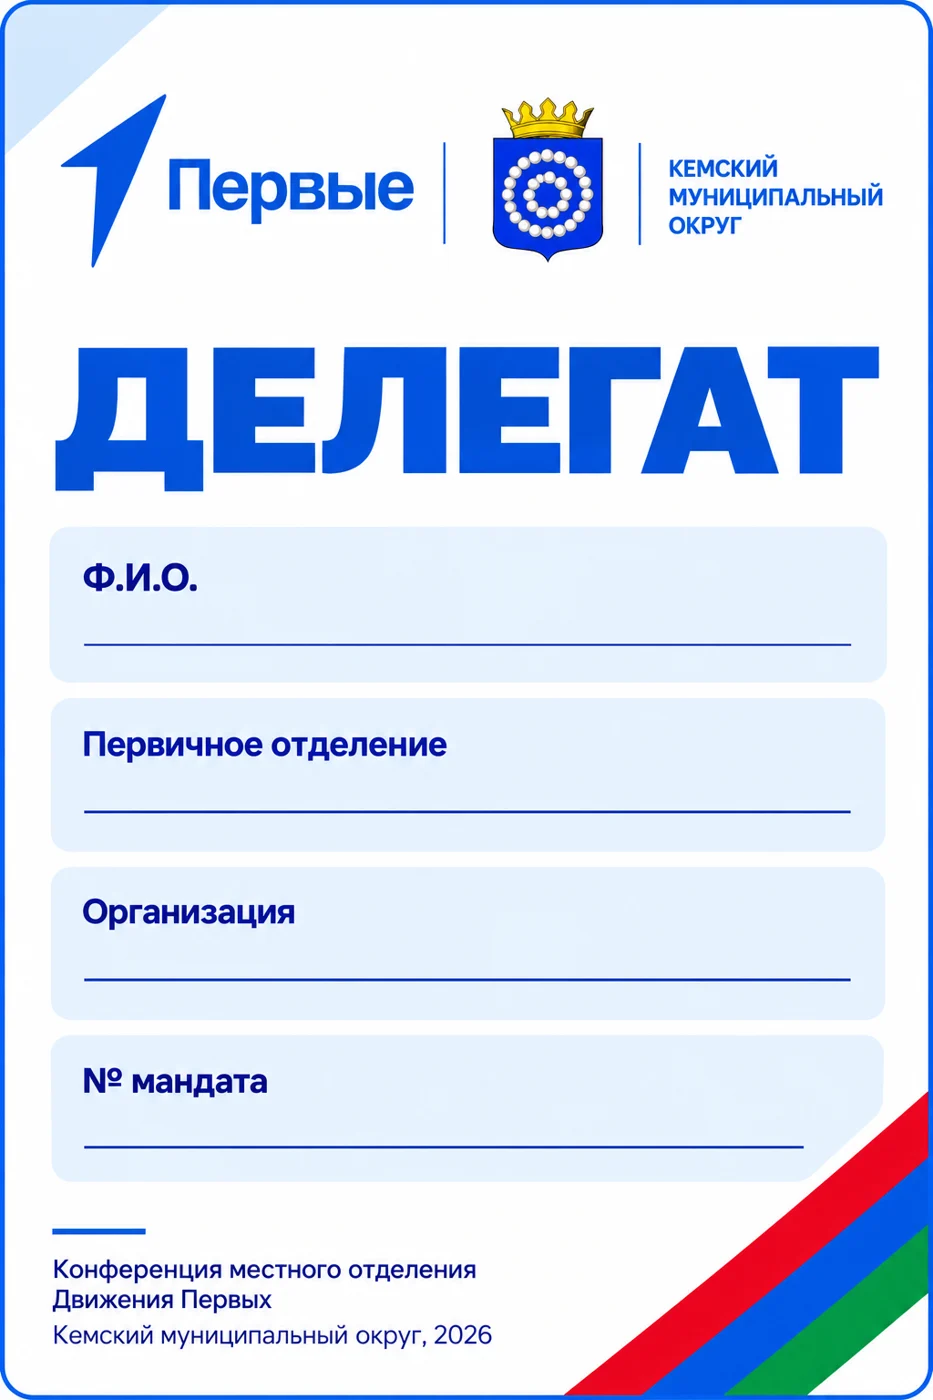 Первые
КЕМСКИЙ
МУНИЦИПАЛЬНЫЙ
ОКРУГ
ДЕЛЕГАТ
Ф.И.О.
Первичное отделение
Организация
№ мандата
Конференция местного отделения
Движения Первых
Кемский муниципальный округ, 2026